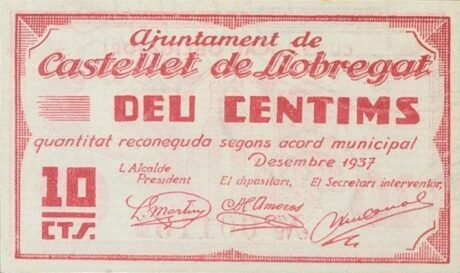 Ajuntament de
Castellet de Llobregat
DEU CENTIMS
quantitat reconeguda segons acord municipal
Desembre 1937
L'Alcalde
President
El dipositari,
El Secretari interventor,
10
CTS.